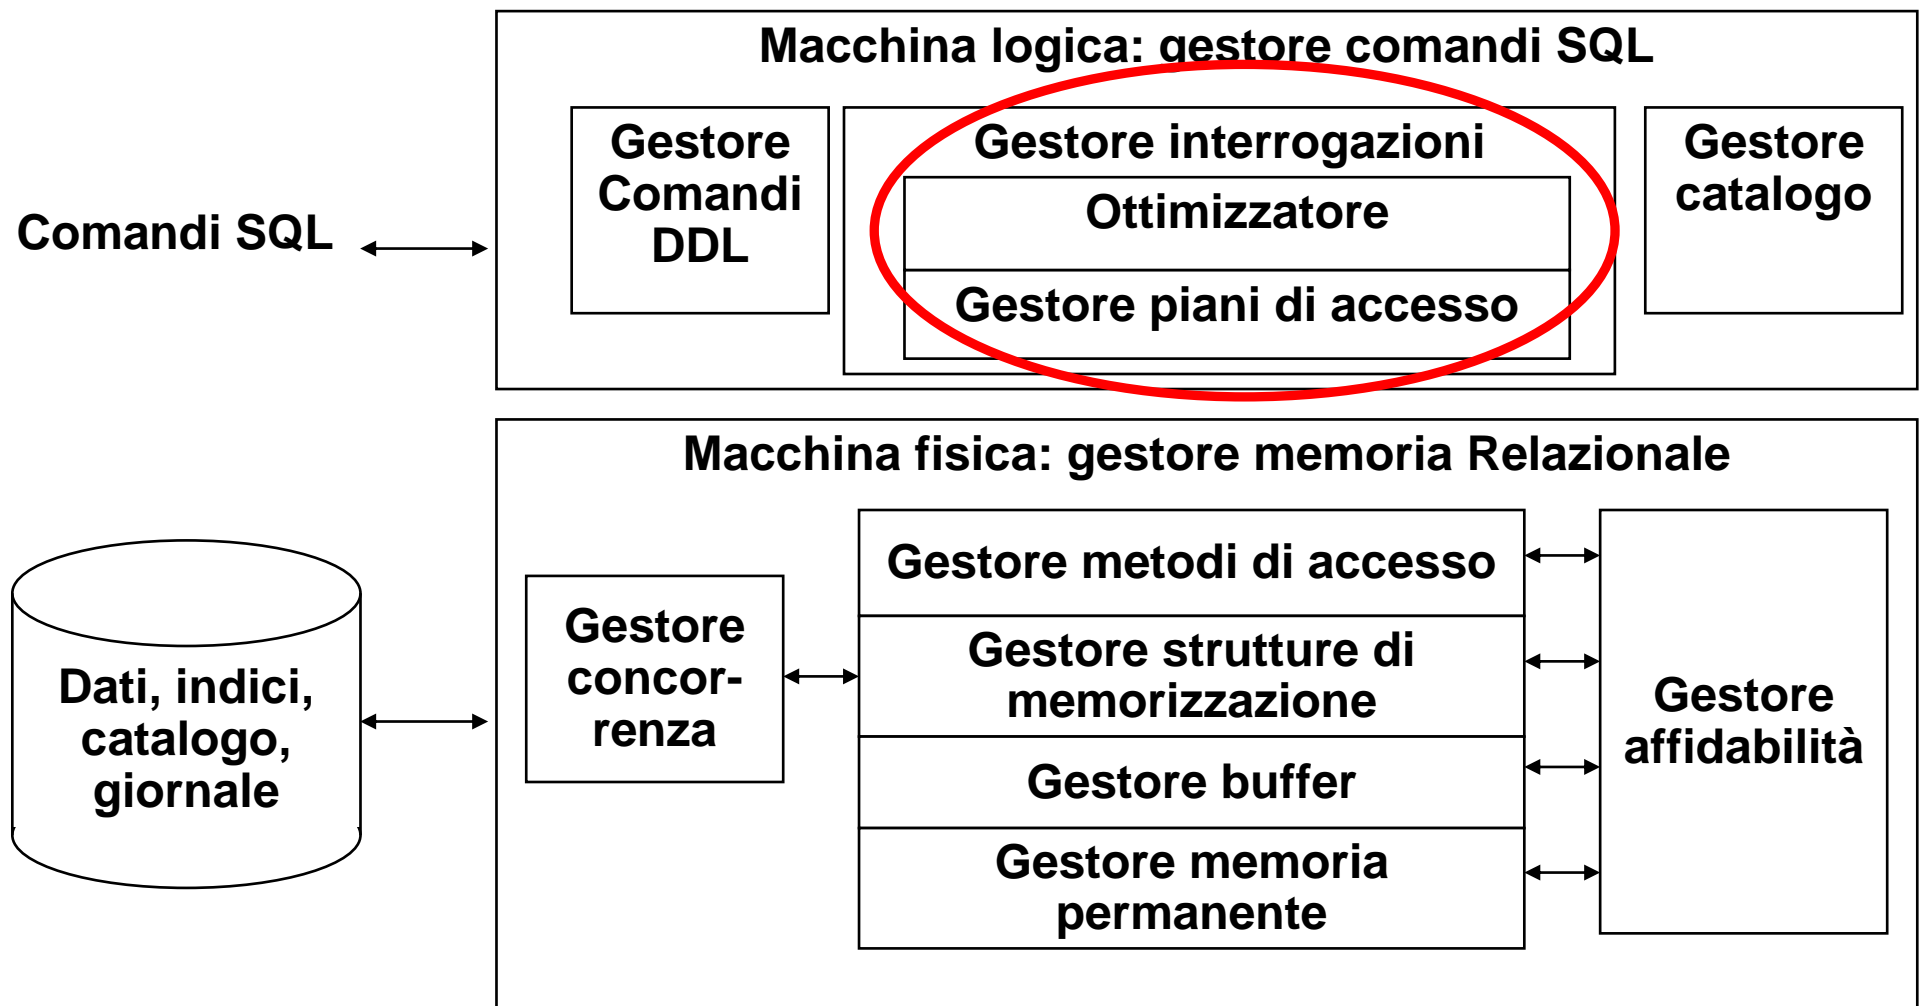 Macchina logica: gestore comandi SQL
Gestore
Comandi
DDL
Gestore interrogazioni
Ottimizzatore
Gestore piani di accesso
Gestore
catalogo
Comandi SQL
Macchina fisica: gestore memoria Relazionale
Dati, indici,
catalogo,
giornale
Gestore
concor-
renza
Gestore metodi di accesso
Gestore strutture di
memorizzazione
Gestore buffer
Gestore memoria
permanente
Gestore
affidabilità